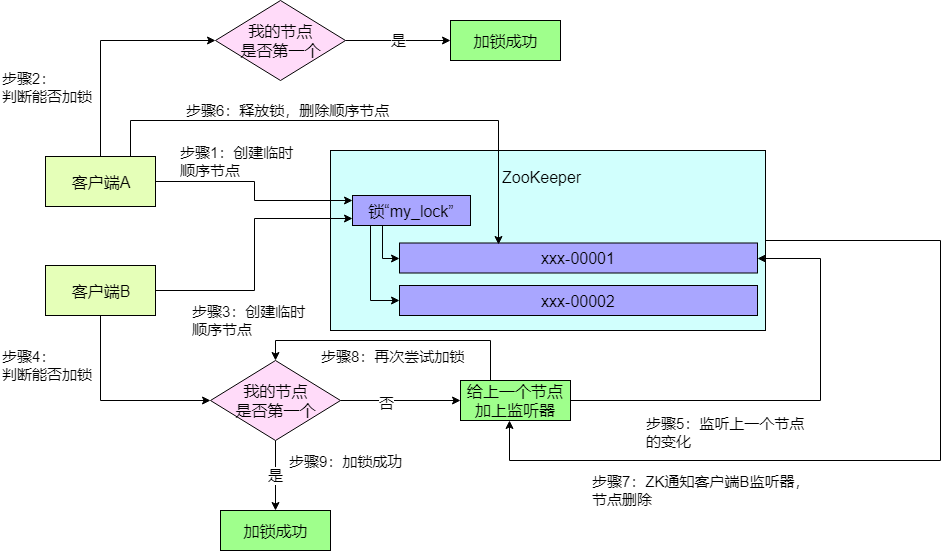 我的节点
是否第一个
是
加锁成功
步骤2：
判断能否加锁
步骤6：释放锁，删除顺序节点
步骤1：创建临时
顺序节点
客户端A
ZooKeeper
锁“my_lock”
xxx-00001
客户端B
xxx-00002
步骤3：创建临时
顺序节点
步骤4：
判断能否加锁
步骤8：再次尝试加锁
我的节点
是否第一个
否
给上一个节点
加上监听器
步骤5：监听上一个节点
的变化
步骤9：加锁成功
是
步骤7：ZK通知客户端B监听器，
节点删除
加锁成功